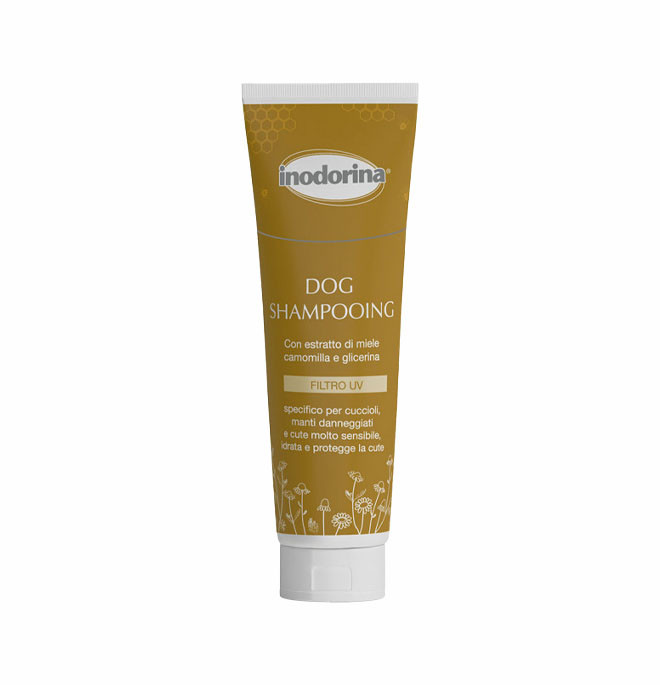 inodorina®
DOG
SHAMPOOING
Con estratto di miele
camomilla e glicerina
FILTRO UV
specifico per cuccioli,
manti danneggiati
e cute molto sensibile,
idrata e protegge la cute